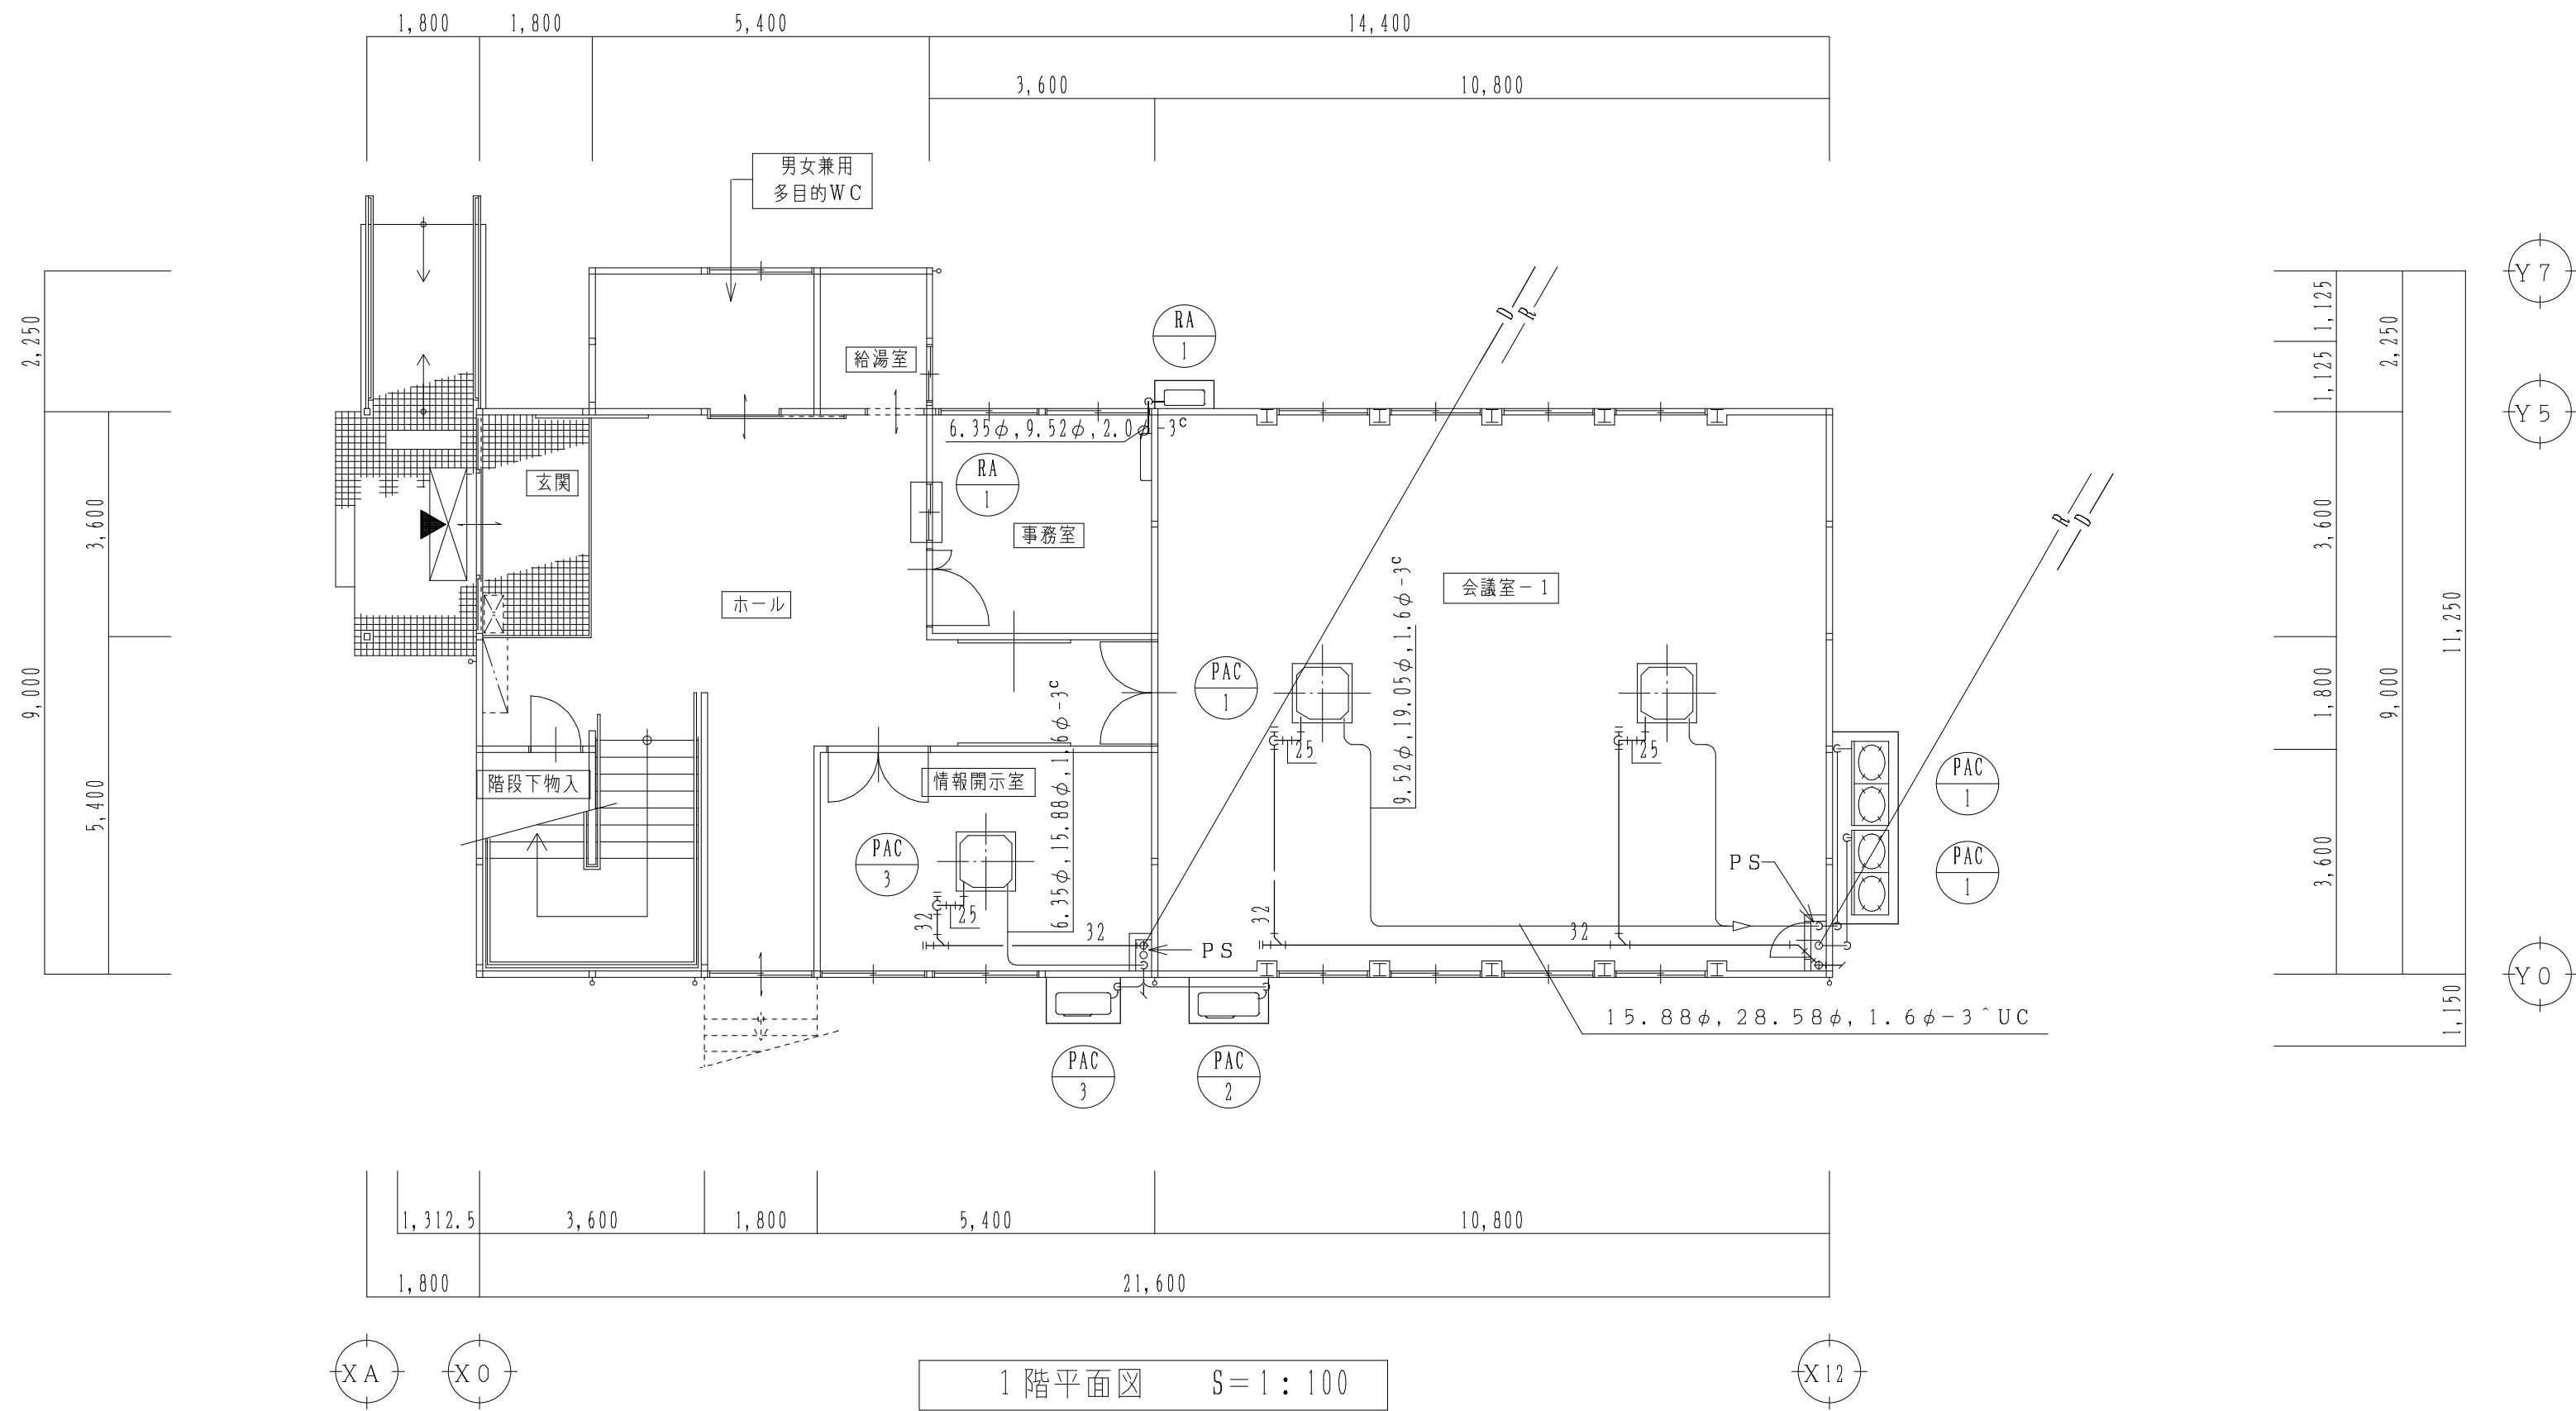 1,800
1,800
5,400
14,400
3,600
10,800
男女兼用
多目的WC
Y7
2,250
1,125
1,125
2,250
RA
1
D
R
給湯室
Y5
6.35φ,9.52φ,2.0φ-3ᶜ
RA
1
玄関
事務室
R
D
3,600
3,600
会議室-1
9.52φ,19.05φ,1.6φ-3ᶜ
ホール
11,250
9,000
PAC
1
1,800
9,000
6.35φ,15.88φ,1.6φ-3ᶜ
25
25
階段下物入
情報開示室
PAC
1
5,400
PAC
3
PS
PAC
1
3,600
32
25
32
32
32
PS
Y0
15.88φ,28.58φ,1.6φ-3^UC
1,150
PAC
3
PAC
2
1,312.5
3,600
1,800
5,400
10,800
1,800
21,600
XA
X0
X12
1階平面図 S=1:100